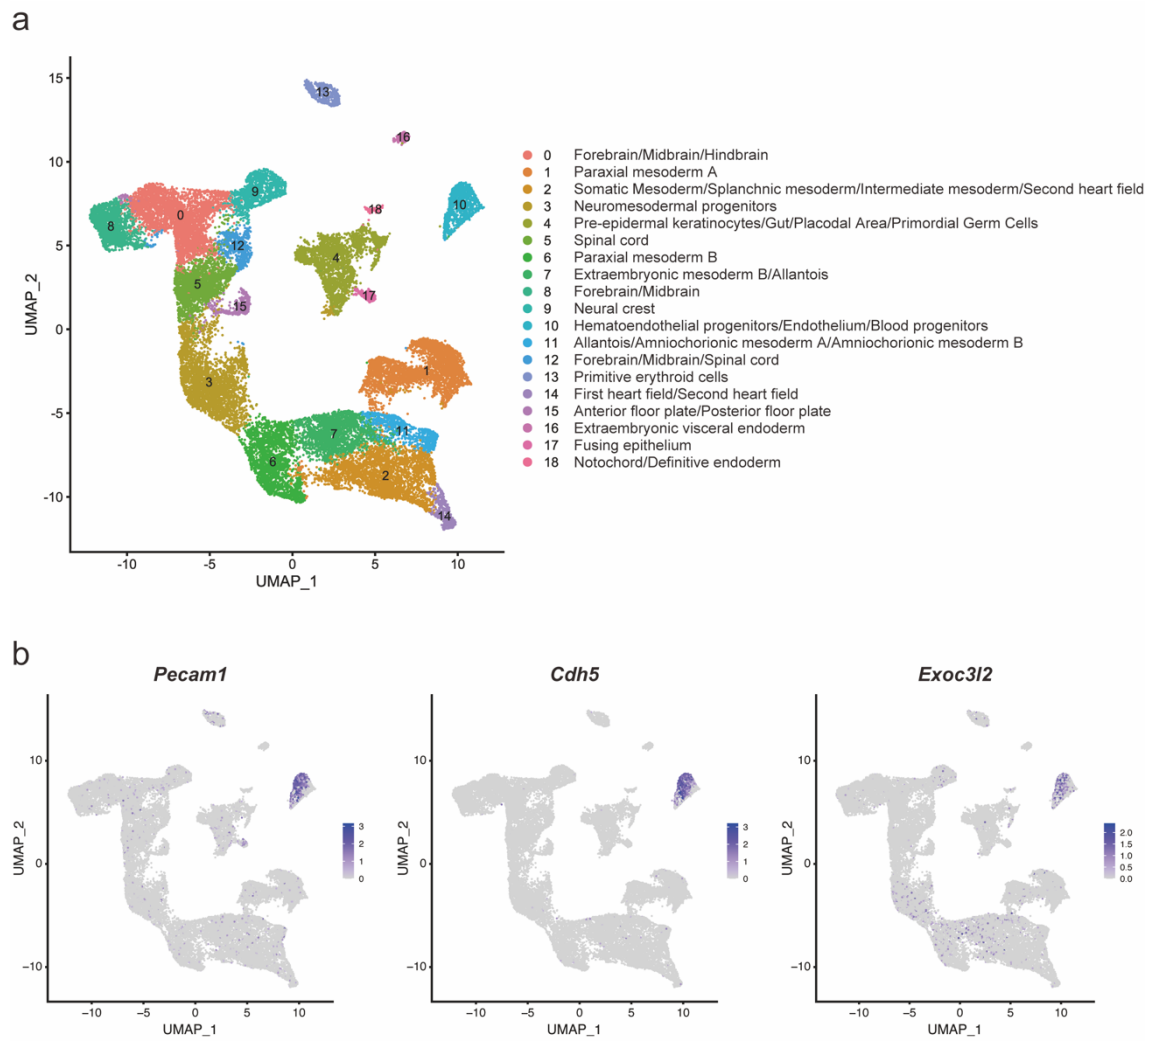 a
UMAP_2
15
10
5
0
-5
-10
-10
-5
0
5
10
UMAP_1
13
16
9
0
8
18
10
12
4
5
17
15
1
3
11
7
6
2
14
0 Forebrain/Midbrain/Hindbrain
1 Paraxial mesoderm A
2 Somatic Mesoderm/Splanchnic mesoderm/Intermediate mesoderm/Second heart field
3 Neuromesodermal progenitors
4 Pre-epidermal keratinocytes/Gut/Placodal Area/Primordial Germ Cells
5 Spinal cord
6 Paraxial mesoderm B
7 Extraembryonic mesoderm B/Allantois
8 Forebrain/Midbrain
9 Neural crest
10 Hematoendothelial progenitors/Endothelium/Blood progenitors
11 Allantois/Amniochorionic mesoderm A/Amniochorionic mesoderm B
12 Forebrain/Midbrain/Spinal cord
13 Primitive erythroid cells
14 First heart field/Second heart field
15 Anterior floor plate/Posterior floor plate
16 Extraembryonic visceral endoderm
17 Fusing epithelium
18 Notochord/Definitive endoderm
b
Pecam1
UMAP_2
10
0
−10
−10
−5
0
5
10
UMAP_1
3
2
1
0
Cdh5
UMAP_2
10
0
−10
−10
−5
0
5
10
UMAP_1
3
2
1
0
Exoc3l2
UMAP_2
10
0
−10
−10
−5
0
5
10
UMAP_1
2.0
1.5
1.0
0.5
0.0